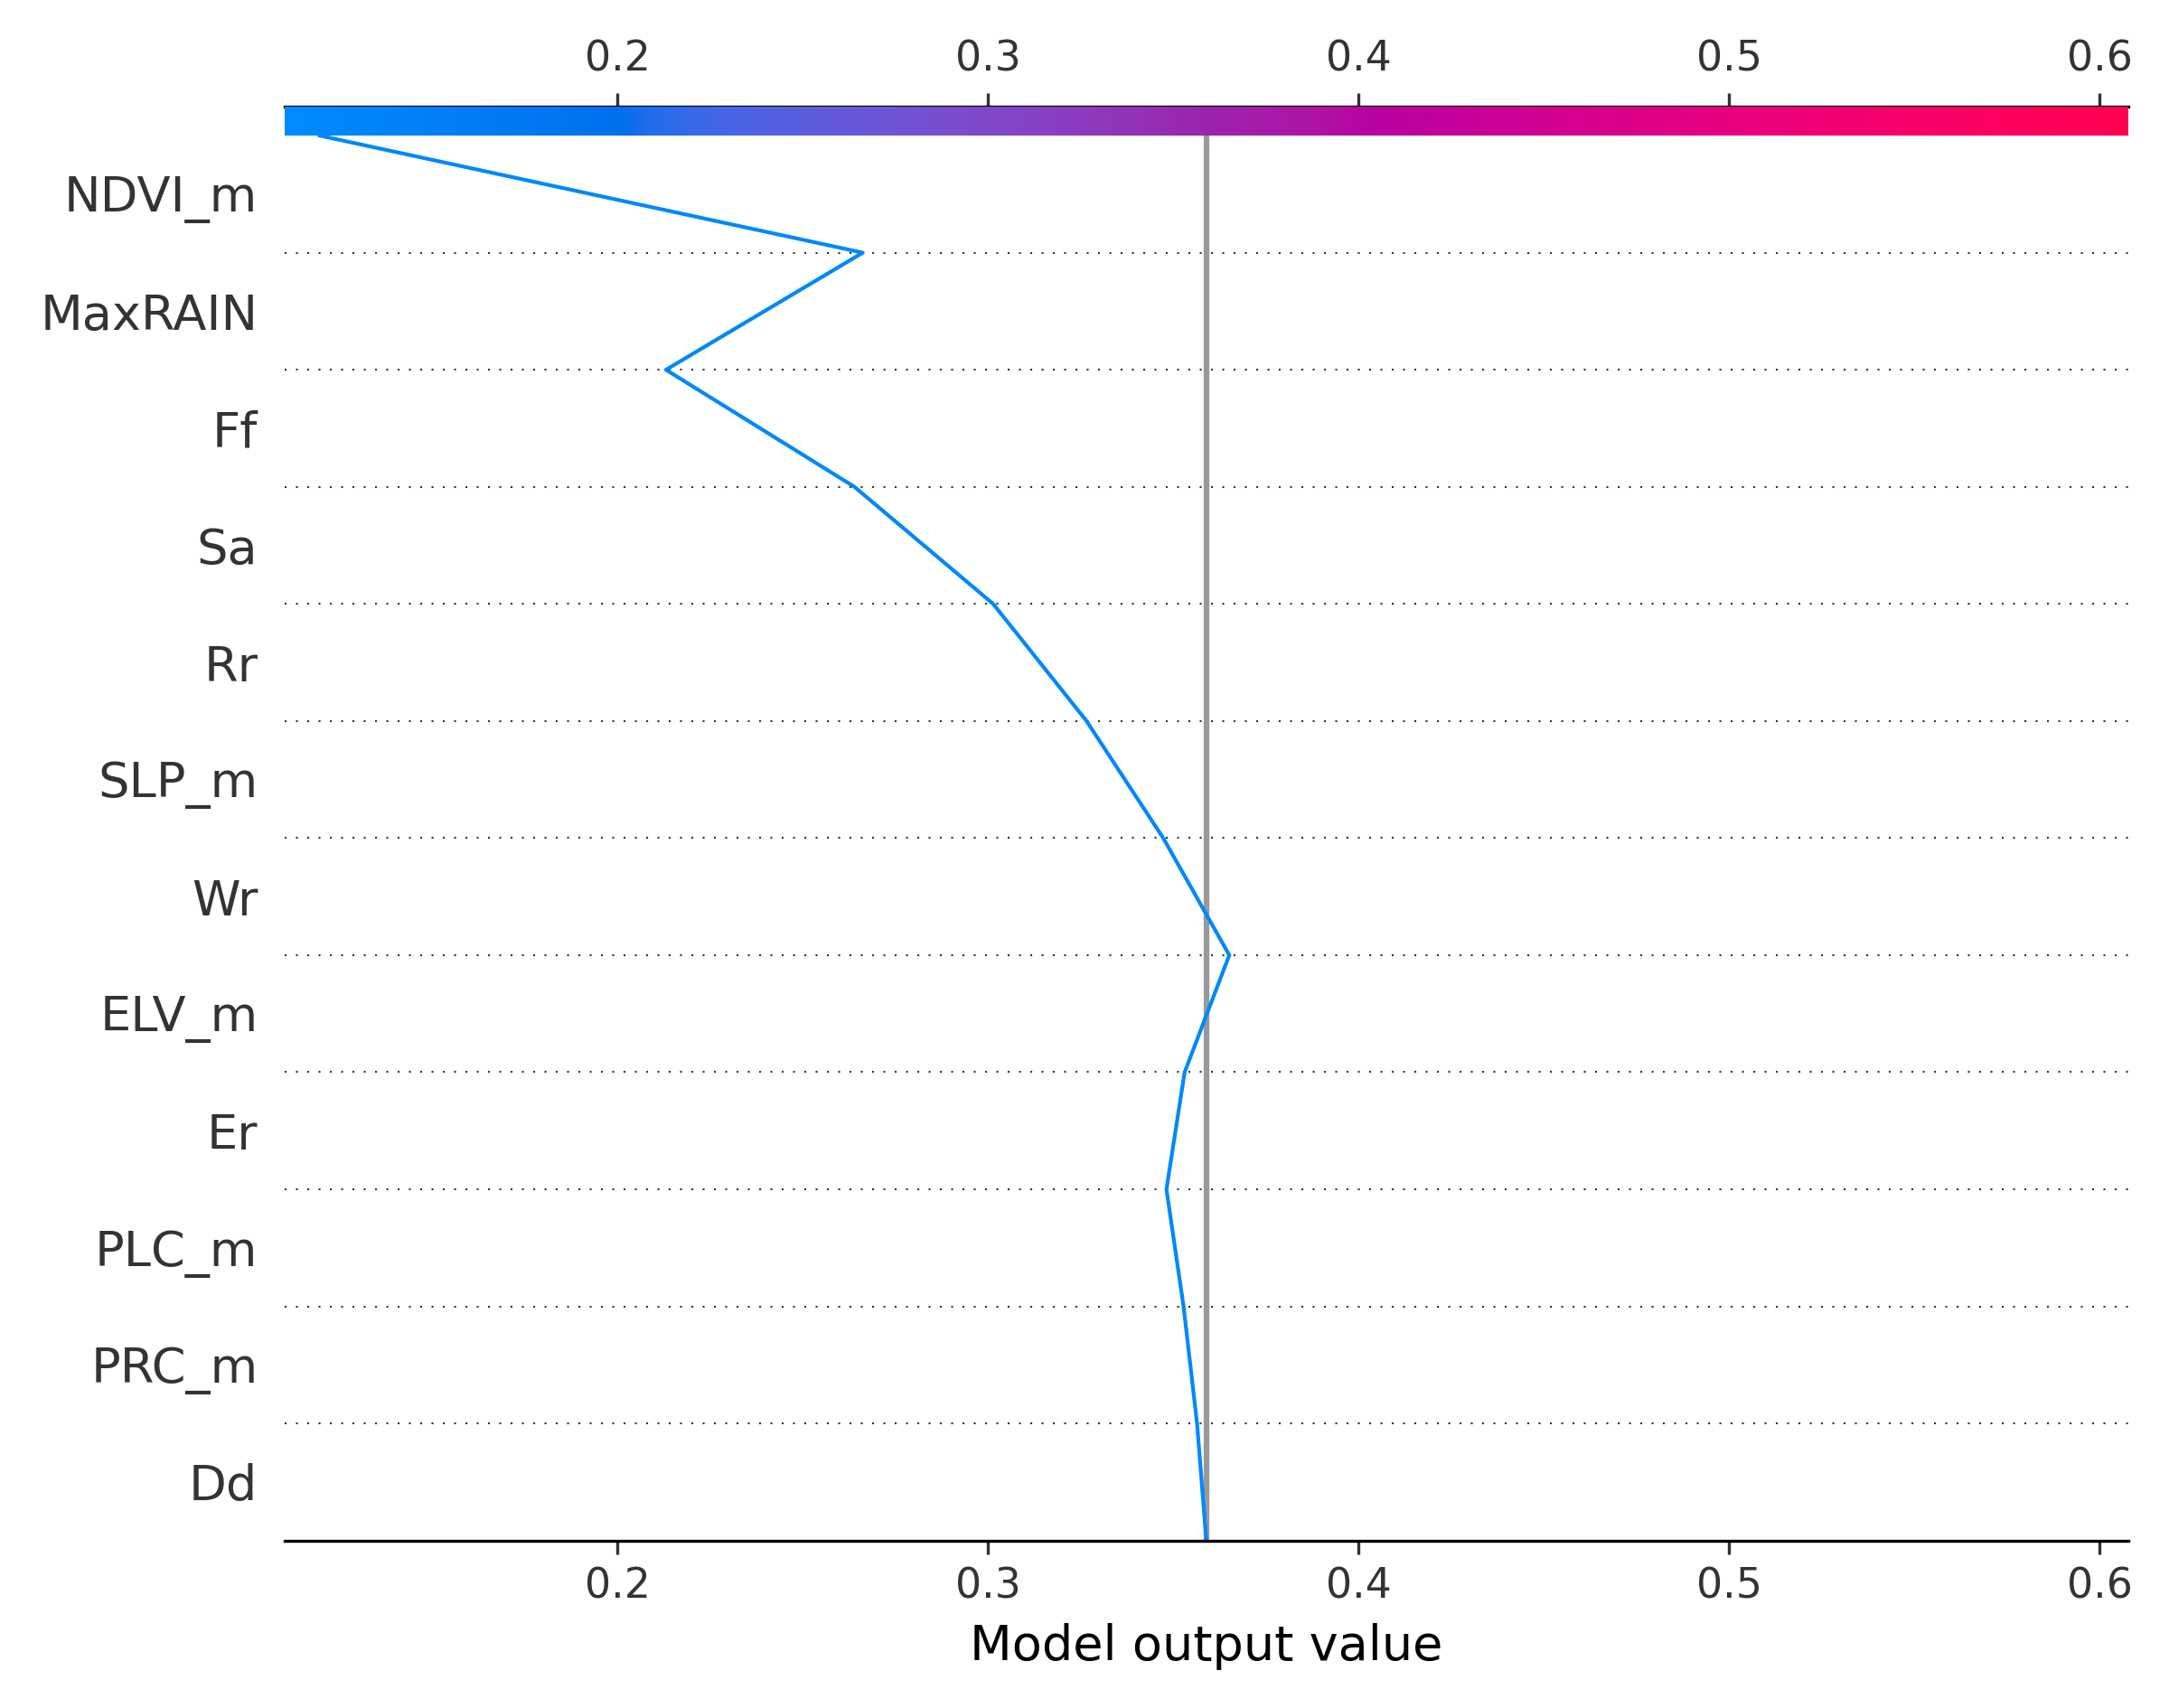 0.2 0.3 0.4 0.5 0.6
NDVI_m
MaxRAIN
Ff
Sa
Rr
SLP_m
Wr
ELV_m
Er
PLC_m
PRC_m
Dd
0.2 0.3 0.4 0.5 0.6
Model output value